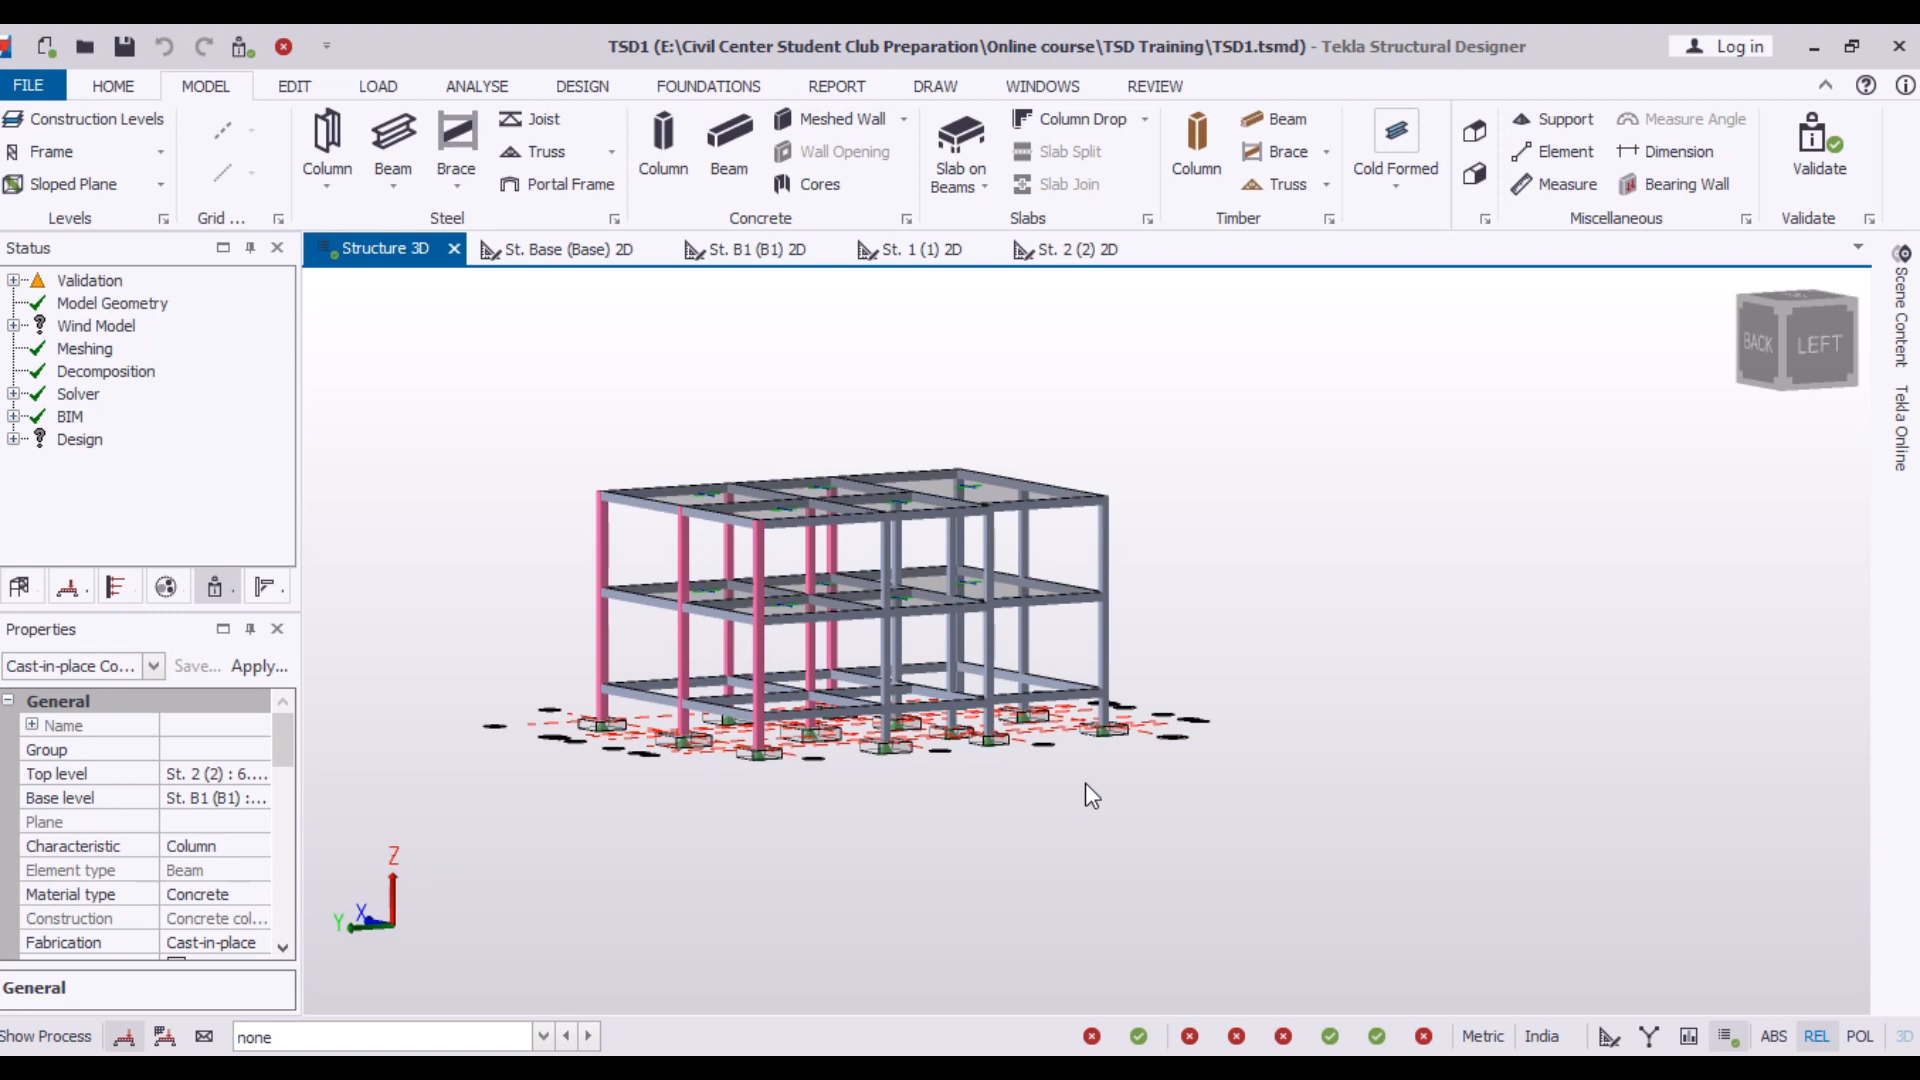 TSD1 (E:\Civil Center Student Club Preparation\Online course\TSD Training\TSD1.tsmd) - Tekla Structural Designer
Log in
FILE HOME MODEL EDIT LOAD ANALYSE DESIGN FOUNDATIONS REPORT DRAW WINDOWS REVIEW
Construction Levels
Frame
Sloped Plane
Levels
Grid ...
Column
Beam
Brace
Joist
Truss
Portal Frame
Steel
Column
Beam
Meshed Wall
Wall Opening
Cores
Concrete
Slab on
Beams
Column Drop
Slab Split
Slab Join
Slabs
Column
Beam
Brace
Truss
Timber
Cold Formed
Support
Element
Measure
Measure Angle
Dimension
Bearing Wall
Miscellaneous
Validate
Validate
Status
Validation
Model Geometry
Wind Model
Meshing
Decomposition
Solver
BIM
Design
Structure 3D
St. Base (Base) 2D
St. B1 (B1) 2D
St. 1 (1) 2D
St. 2 (2) 2D
BACK
LEFT
Scene Content
Tekla Online
Properties
Cast-in-place Co... Save... Apply...
General
Name
Group
Top level St. 2 (2) : 6....
Base level St. B1 (B1) :...
Plane
Characteristic Column
Element type Beam
Material type Concrete
Construction Concrete col...
Fabrication Cast-in-place
General
Z
X
Y
Show Process
none
Metric
India
ABS
REL
POL
3D